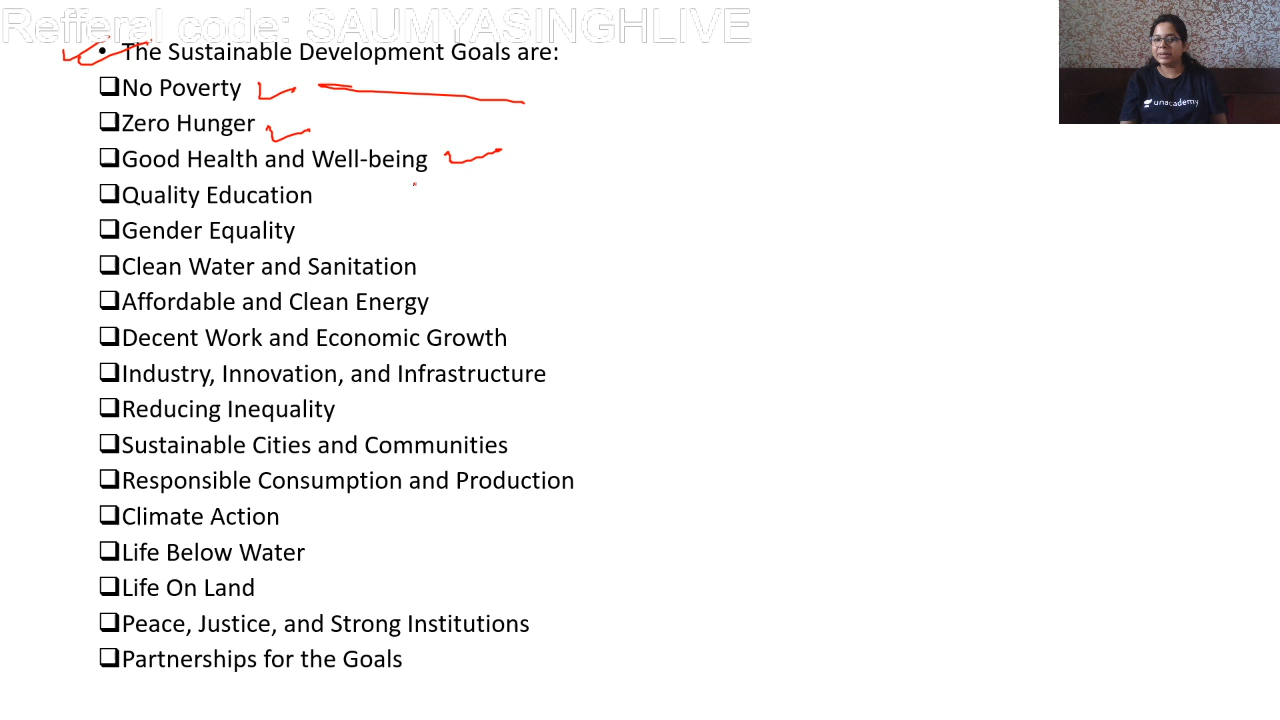 Refferal code: SAUMYASINGHLIVE
• The Sustainable Development Goals are:
❑No Poverty
❑Zero Hunger
❑Good Health and Well-being
❑Quality Education
❑Gender Equality
❑Clean Water and Sanitation
❑Affordable and Clean Energy
❑Decent Work and Economic Growth
❑Industry, Innovation, and Infrastructure
❑Reducing Inequality
❑Sustainable Cities and Communities
❑Responsible Consumption and Production
❑Climate Action
❑Life Below Water
❑Life On Land
❑Peace, Justice, and Strong Institutions
❑Partnerships for the Goals
unacademy